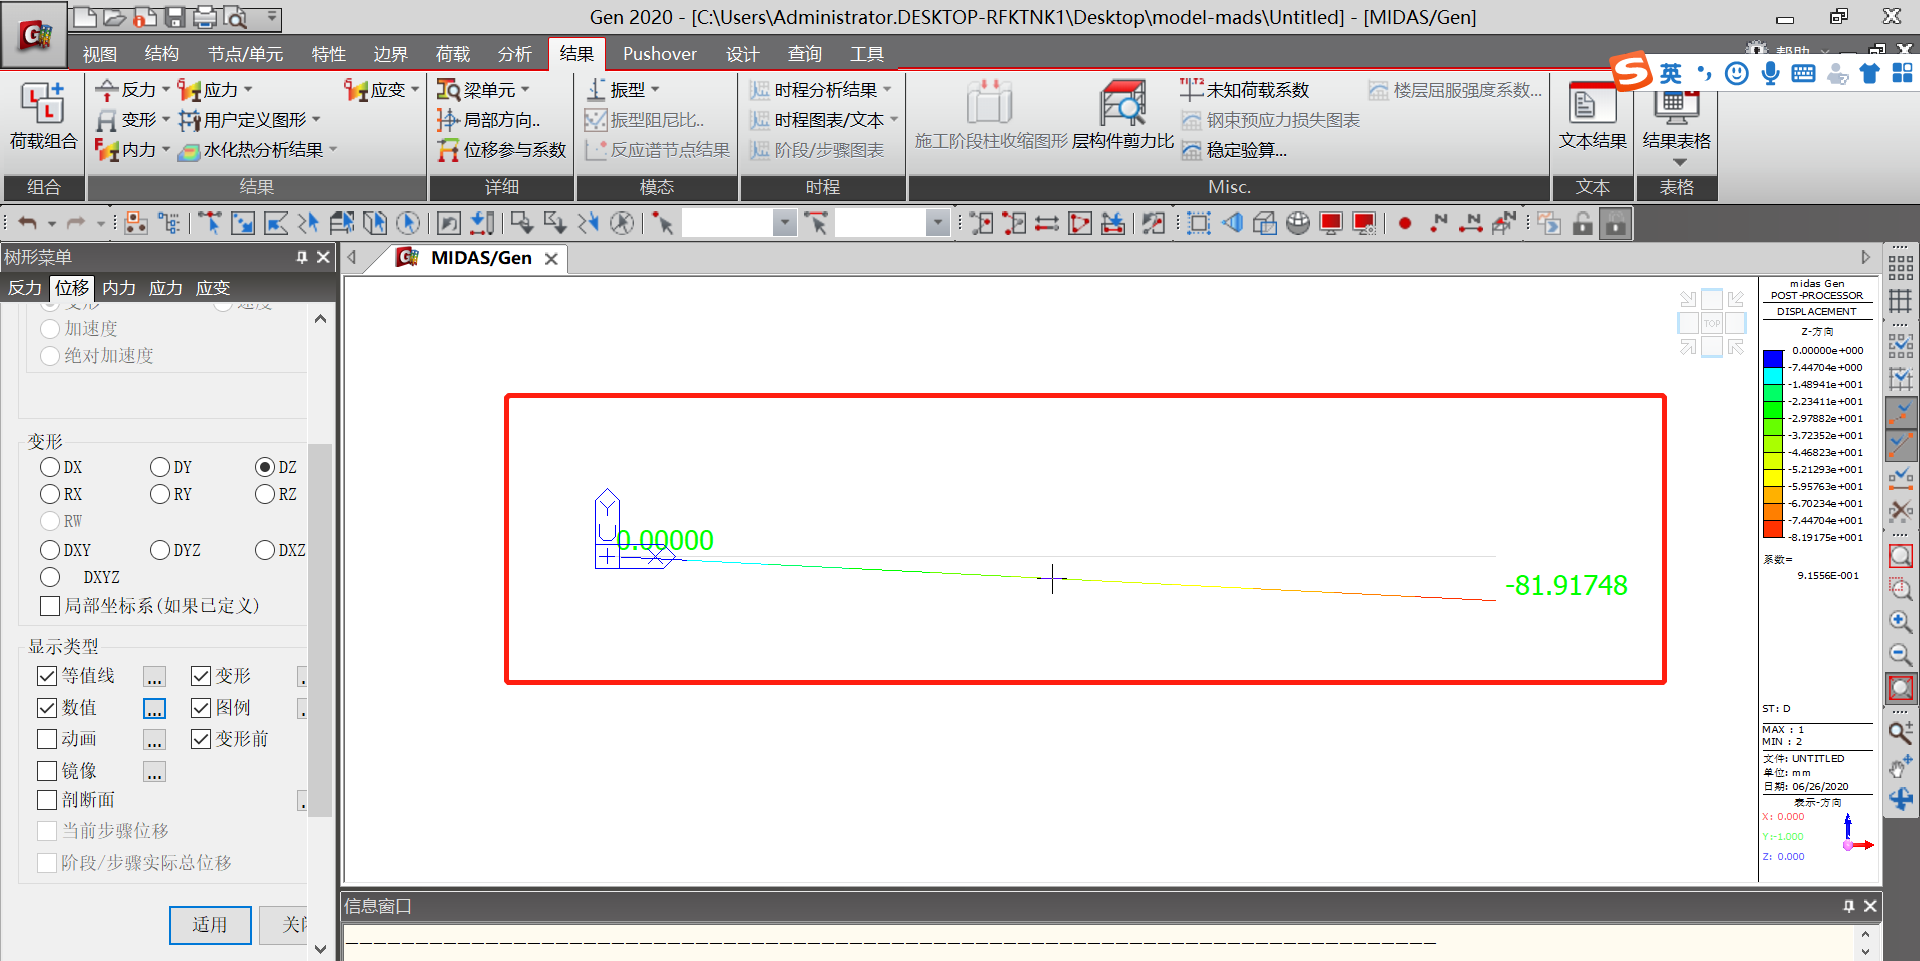 Gen 2020 - [C:\Users\Administrator.DESKTOP-RFKTNK1\Desktop\model-mads\Untitled] - [MIDAS/Gen]
视图 结构 节点/单元 特性 边界 荷载 分析 结果 Pushover 设计 查询 工具 帮助
英
荷载组合
反力 应力 应变
变形 用户定义图形
内力 水化热分析结果
梁单元
局部方向..
位移参与系数
振型
振型阻尼比..
反应谱节点结果
时程分析结果
时程图表/文本
阶段/步骤图表
施工阶段柱收缩图形
层构件剪力比
T1,T2 未知荷载系数
钢束预应力损失图表
稳定验算...
楼层屈服强度系数...
文本结果
结果表格
组合 结果 详细 模态 时程 Misc. 文本 表格
树形菜单
反力 位移 内力 应力 应变
MIDAS/Gen
变形 速度
加速度
绝对加速度
变形
DX DY DZ
RX RY RZ
RW
DXY DYZ DXZ
DXYZ
局部坐标系(如果已定义)
显示类型
等值线 ... 变形
数值 ... 图例
动画 ... 变形前
镜像 ...
剖断面
当前步骤位移
阶段/步骤实际总位移
适用 关闭
TOP
Y
U
0.00000
X
-81.91748
midas Gen
POST-PROCESSOR
DISPLACEMENT
Z-方向
0.00000e+000
-7.44704e+000
-1.48941e+001
-2.23411e+001
-2.97882e+001
-3.72352e+001
-4.46823e+001
-5.21293e+001
-5.95763e+001
-6.70234e+001
-7.44704e+001
-8.19175e+001
系数=
9.1556E-001
ST: D
MAX : 1
MIN : 2
文件: UNTITLED
单位: mm
日期: 06/26/2020
表示-方向
X: 0.000
Y:-1.000
Z: 0.000
信息窗口